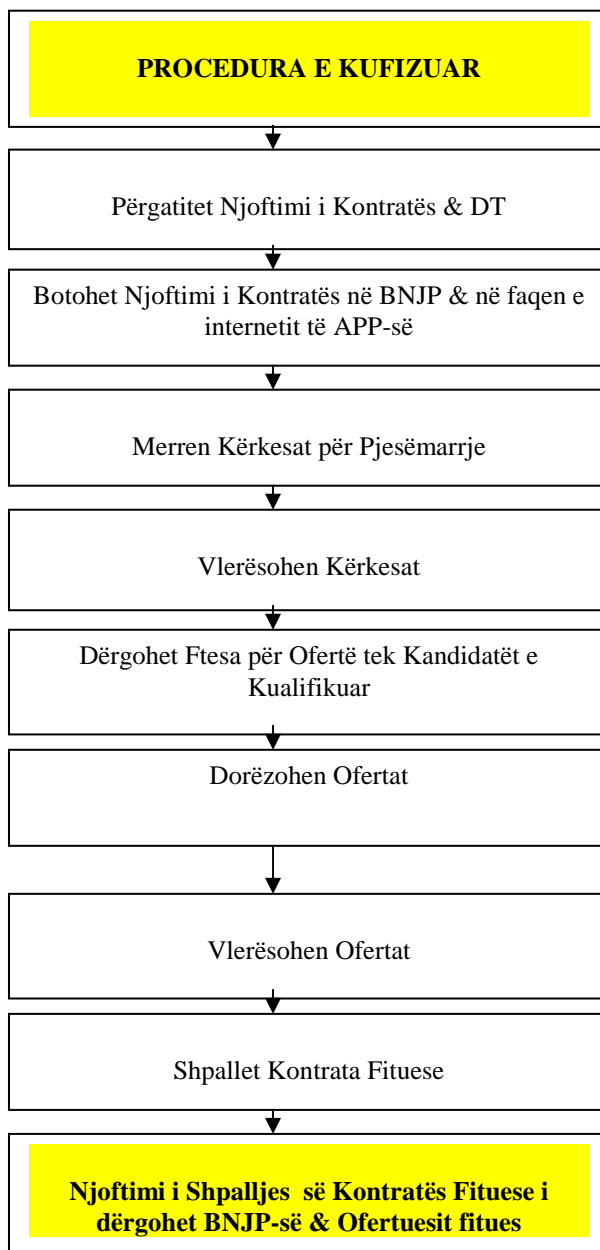 PROCEDURA E KUFIZUAR
Përgatitet Njoftimi i Kontratës & DT
Botohet Njoftimi i Kontratës në BNJP & në faqen e
internetit të APP-së
Merren Kërkesat për Pjesëmarrje
Vlerësohen Kërkesat
Dërgohet Ftesa për Ofertë tek Kandidatët e
Kualifikuar
Dorëzohen Ofertat
Vlerësohen Ofertat
Shpallet Kontrata Fituese
Njoftimi i Shpalljes së Kontratës Fituese i
dërgohet BNJP-së & Ofertuesit fitues